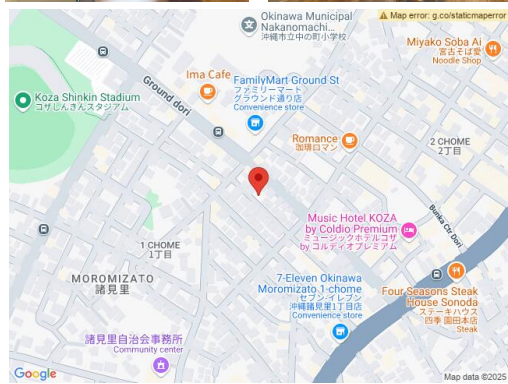 Okinawa Municipal
Nakanomachi...
沖縄市立中の町小学校
Map error: g.co/staticmaperror
Miyako Soba Ai
宮古そば愛
Noodle Shop
Ima Cafe
FamilyMart Ground St
ファミリーマート
グラウンド通り店
Convenience store
Koza Shinkin Stadium
コザしんきんスタジアム
Ground dori
Romance
珈琲ロマン
2 CHOME
2丁目
Music Hotel KOZA
by Coldio Premium
ミュージックホテルコザ
by コルディオプレミアム
Bunka Ctr Dori
1 CHOME
1丁目
MOROMIZATO
諸見里
7-Eleven Okinawa
Moromizato 1-chome
セブン-イレブン
沖縄諸見里1丁目店
Convenience store
Four Seasons Steak
House Sonoda
ステーキハウス
四季 園田本店
Steak
諸見里自治会事務所
Community center
Google
Map data ©2025